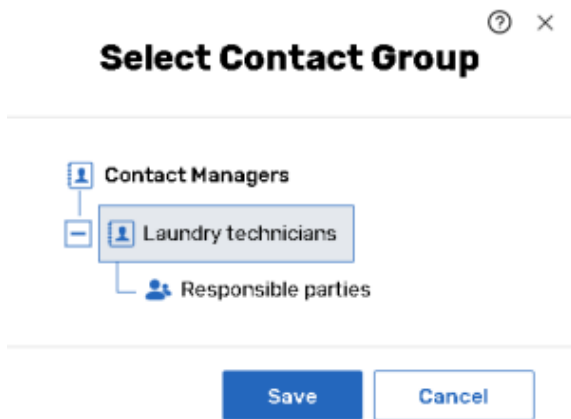 Select Contact Group
Contact Managers
Laundry technicians
Responsible parties
Save Cancel